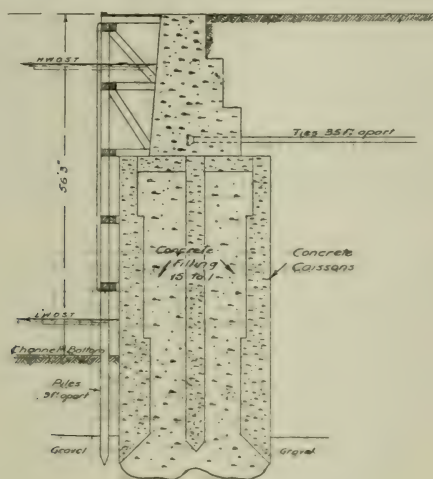 H.W.O.S.T.
Ties 35 Ft. apart
56' 3"
Concrete
Filling
15 to 1
Concrete
Caissons
L.W.O.S.T.
Channel Bottom
Piles
9 ft. apart
Gravel
Gravel